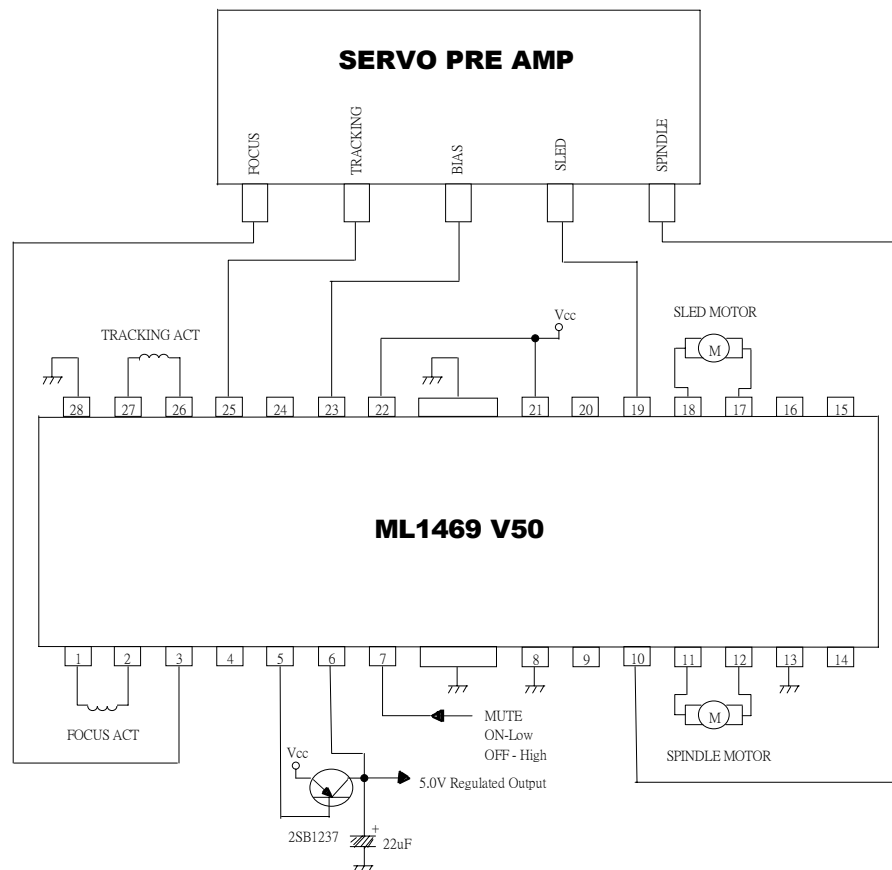 SERVO PRE AMP
FOCUS
TRACKING
BIAS
SLED
SPINDLE
Vcc
SLED MOTOR
TRACKING ACT
M
28 27 26 25 24 23 22 21 20 19 18 17 16 15
ML1469 V50
1 2 3 4 5 6 7 8 9 10 11 12 13 14
M
FOCUS ACT
MUTE
ON-Low
OFF - High
SPINDLE MOTOR
Vcc
5.0V Regulated Output
2SB1237
+
22uF